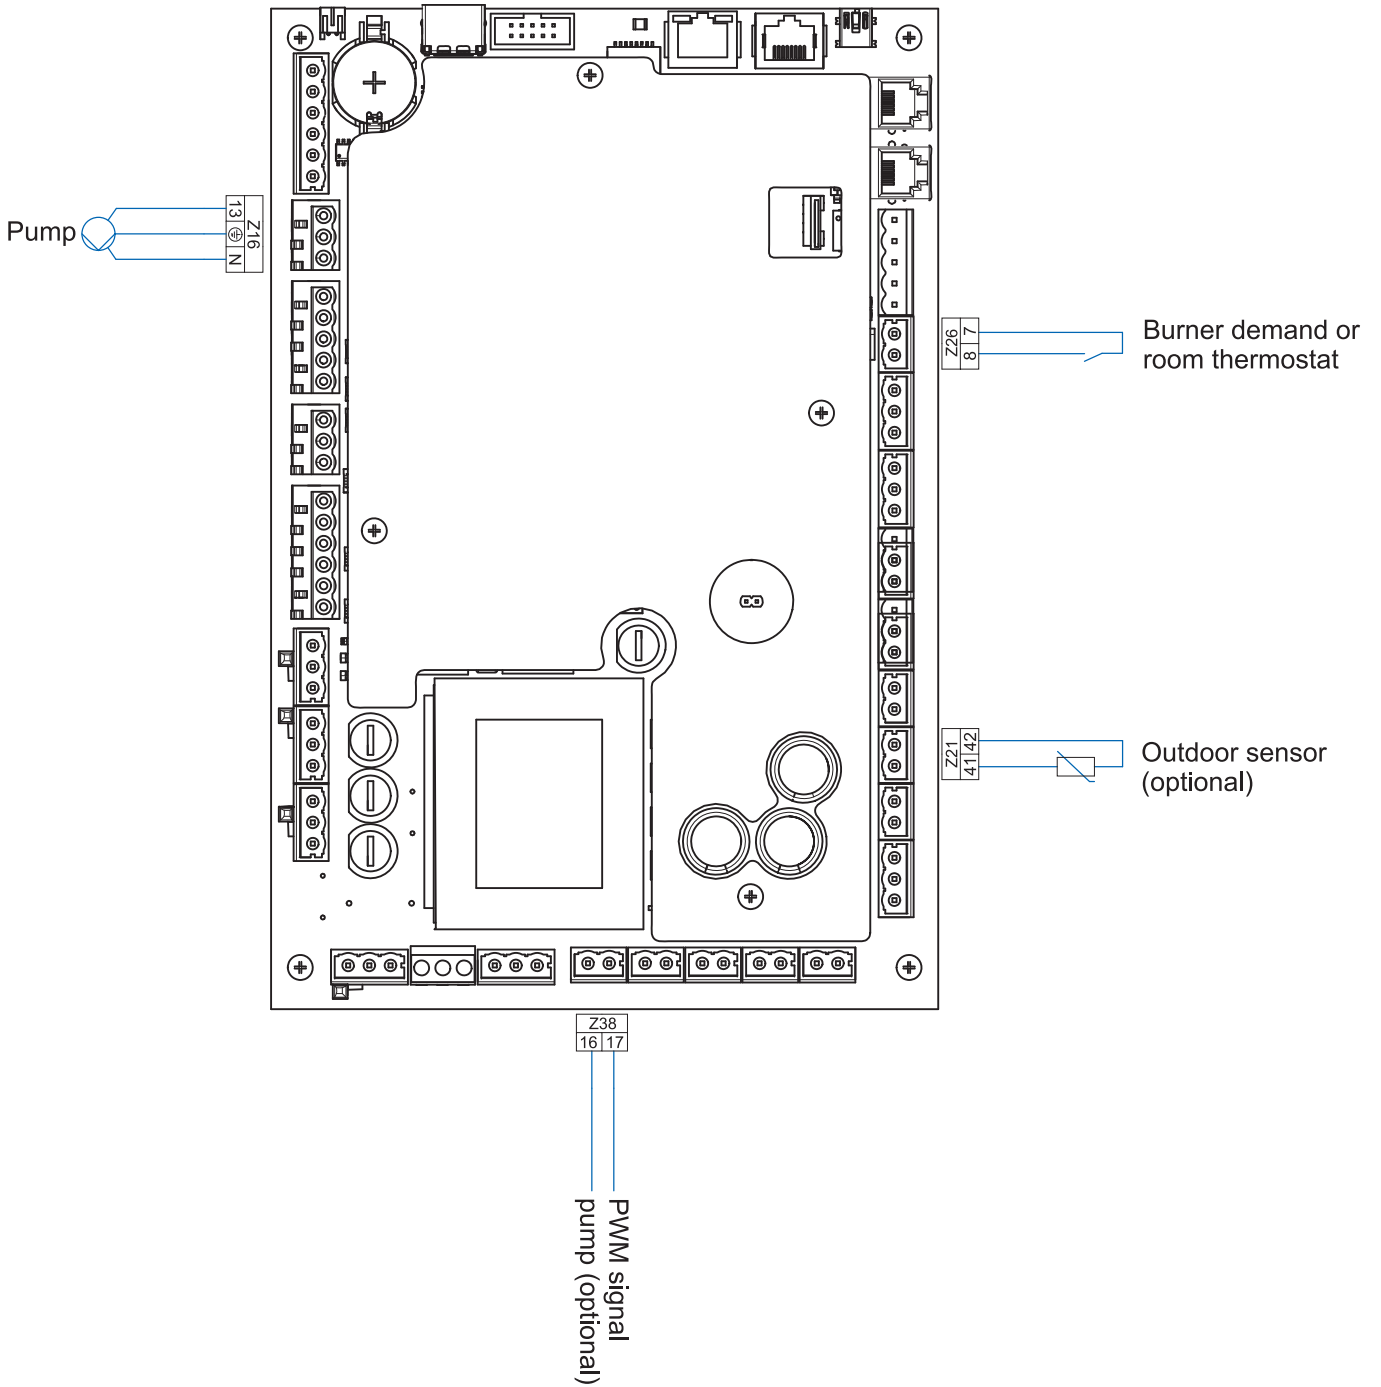 Pump
Z16
13
N
Z26
7
8
Burner demand or
room thermostat
Z21
42
41
Outdoor sensor
(optional)
Z38
16 17
PWM signal
pump (optional)